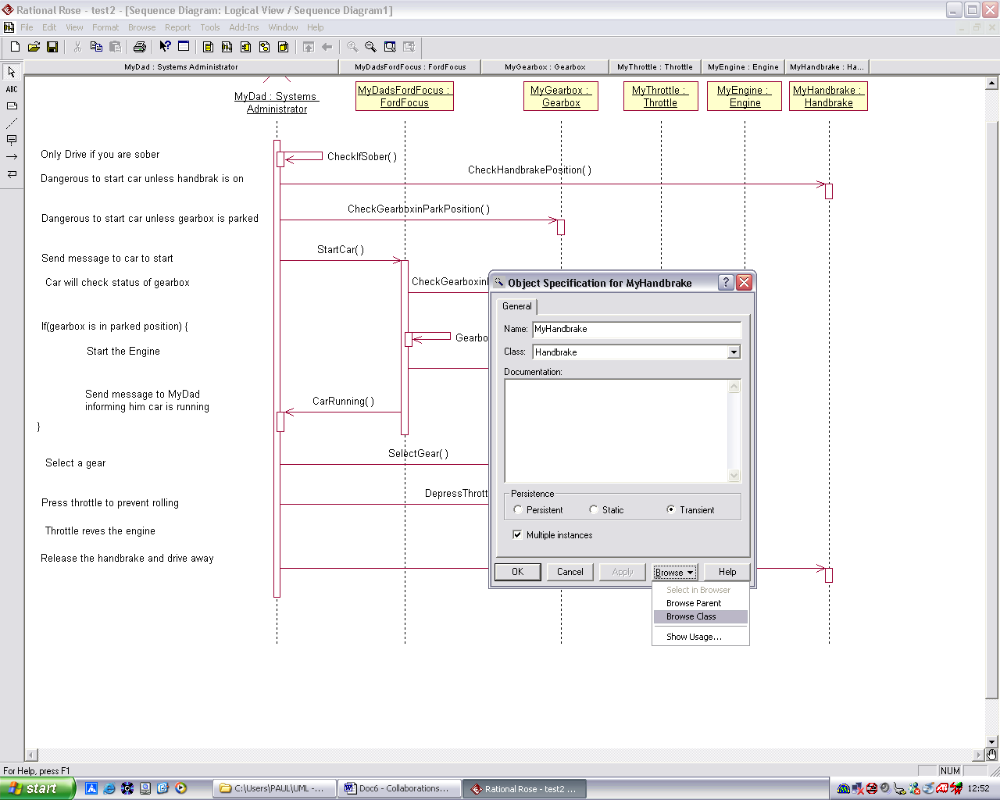 Rational Rose - test2 - [Sequence Diagram: Logical View / Sequence Diagram1]
File Edit View Format Browse Report Tools Add-Ins Window Help
MyDad : Systems Administrator
MyDadsFordFocus : FordFocus
MyGearbox : Gearbox
MyThrottle : Throttle
MyEngine : Engine
MyHandbrake : Ha...
ABC
MyDad : Systems
Administrator
MyDadsFordFocus :
FordFocus
MyGearbox :
Gearbox
MyThrottle :
Throttle
MyEngine :
Engine
MyHandbrake :
Handbrake
Only Drive if you are sober
CheckIfSober( )
CheckHandbrakePosition( )
Dangerous to start car unless handbrak is on
CheckGearboxinParkPosition( )
Dangerous to start car unless gearbox is parked
StartCar( )
Send message to car to start
Car will check status of gearbox
CheckGearboxin
If(gearbox is in parked position) {
Gearbo
Start the Engine
Send message to MyDad
informing him car is running
CarRunning( )
}
SelectGear( )
Select a gear
DepressThrott
Press throttle to prevent rolling
Throttle reves the engine
Release the handbrake and drive away
Object Specification for MyHandbrake
General
Name: MyHandbrake
Class: Handbrake
Documentation:
Persistence
Persistent Static Transient
Multiple instances
OK Cancel Apply Browse Help
Select in Browser
Browse Parent
Browse Class
Show Usage...
For Help, press F1
NUM
start
C:\Users\PAUL\UML -...
Doc6 - Collaborations...
Rational Rose - test2 ...
12:52